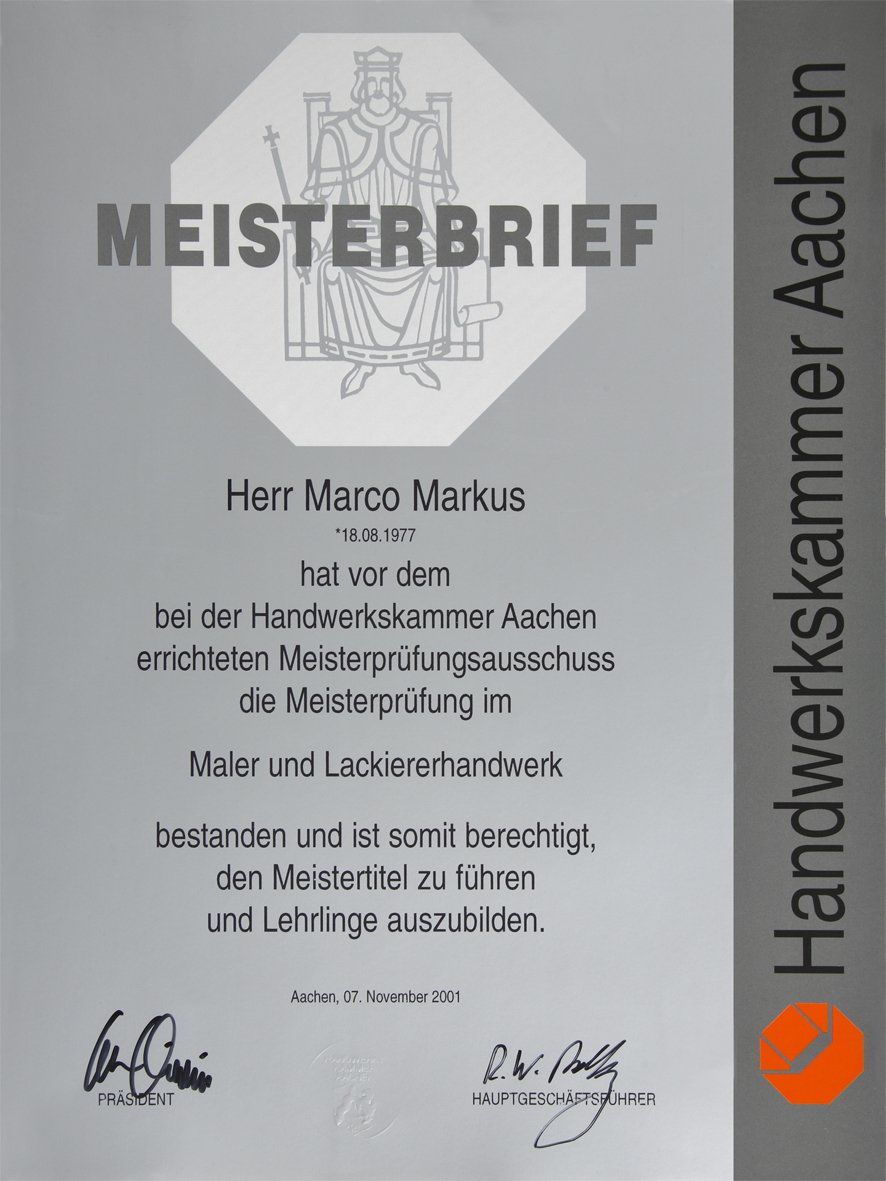 MEISTERBRIEF
Herr Marco Markus
*18.08.1977
hat vor dem
bei der Handwerkskammer Aachen
errichteten Meisterprüfungsausschuss
die Meisterprüfung im
Maler und Lackiererhandwerk
bestanden und ist somit berechtigt,
den Meistertitel zu führen
und Lehrlinge auszubilden.
Aachen, 07. November 2001
PRÄSIDENT
R. W.
HAUPTGESCHÄFTSFÜHRER
Handwerkskammer Aachen